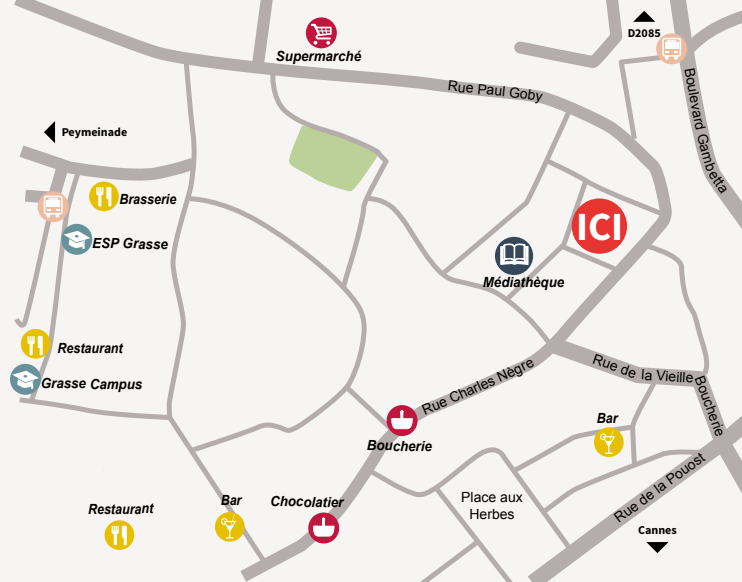 D2085
Supermarché
Rue Paul Goby
Boulevard Gambetta
Peymeinade
Brasserie
ICI
ESP Grasse
Médiathèque
Restaurant
Rue de la Vieille Boucherie
Grasse Campus
Rue Charles Nègre
Bar
Boucherie
Rue de la Pouost
Place aux
Herbes
Bar
Chocolatier
Restaurant
Cannes